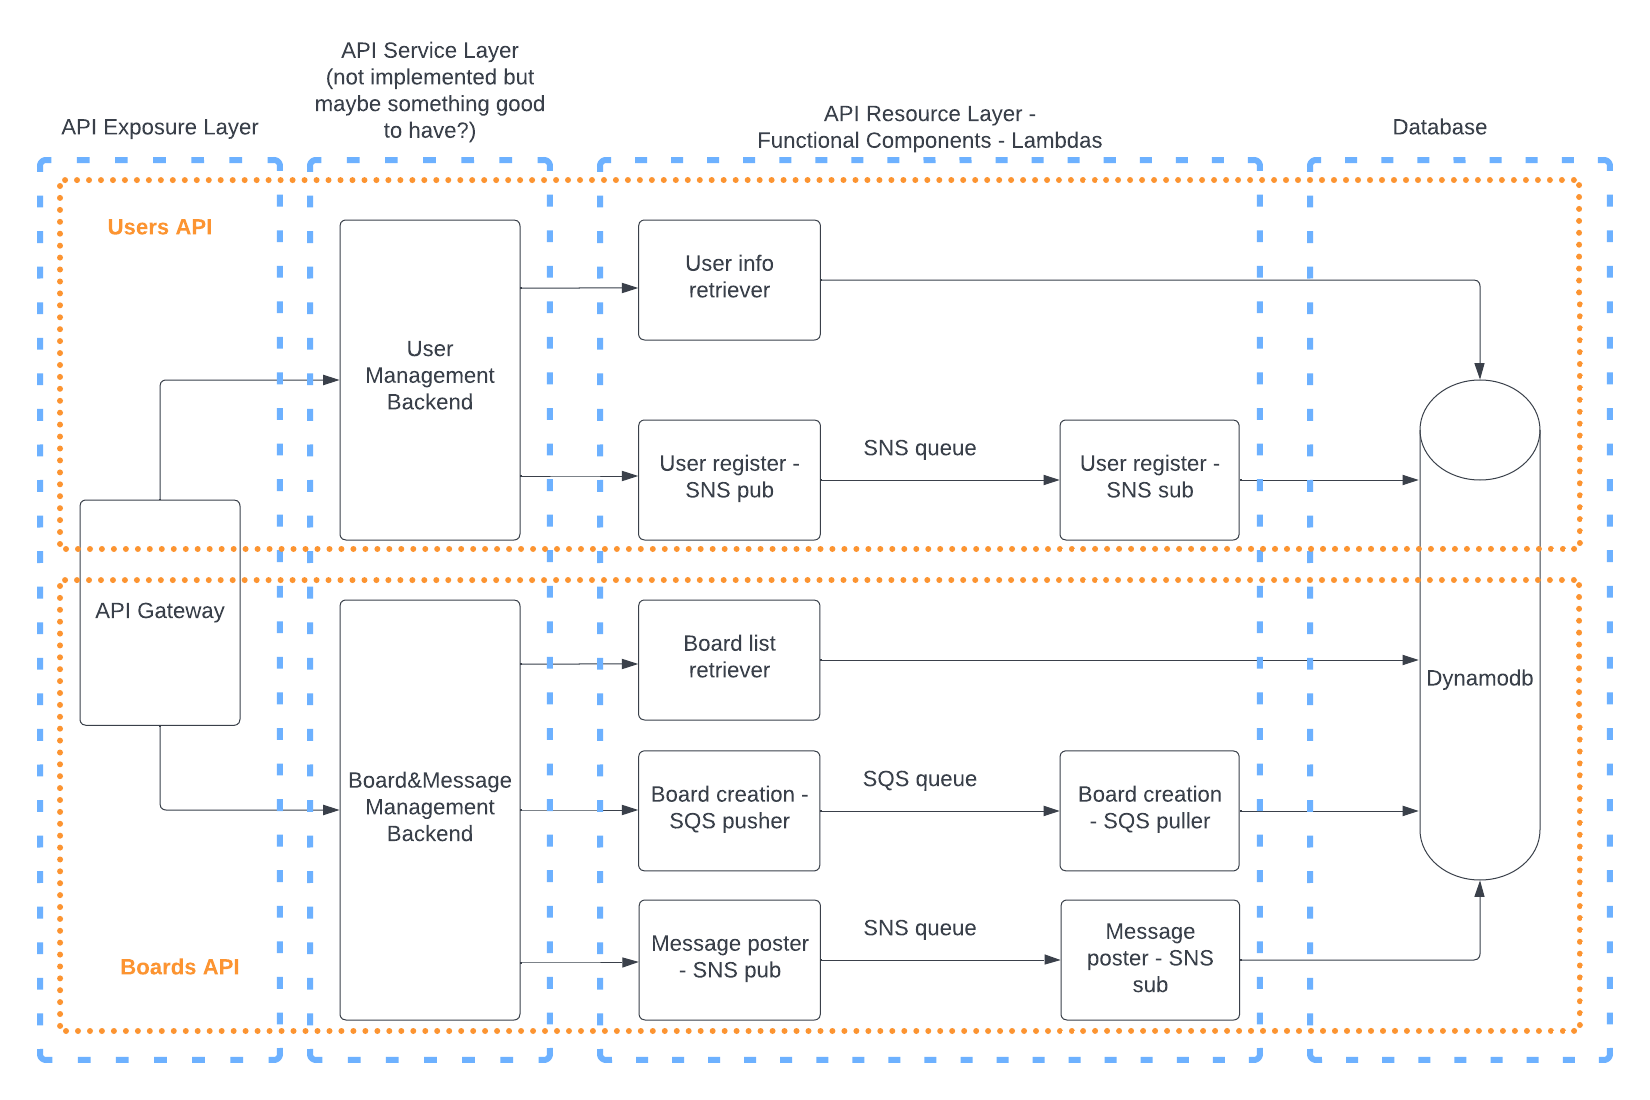 API Service Layer
(not implemented but
maybe something good
to have?)
API Exposure Layer
API Resource Layer -
Functional Components - Lambdas
Database
Users API
User info
retriever
User
Management
Backend
User register -
SNS pub
SNS queue
User register -
SNS sub
API Gateway
Board list
retriever
Dynamodb
Board&Message
Management
Backend
Board creation -
SQS pusher
SQS queue
Board creation
- SQS puller
Boards API
Message poster
- SNS pub
SNS queue
Message
poster - SNS
sub